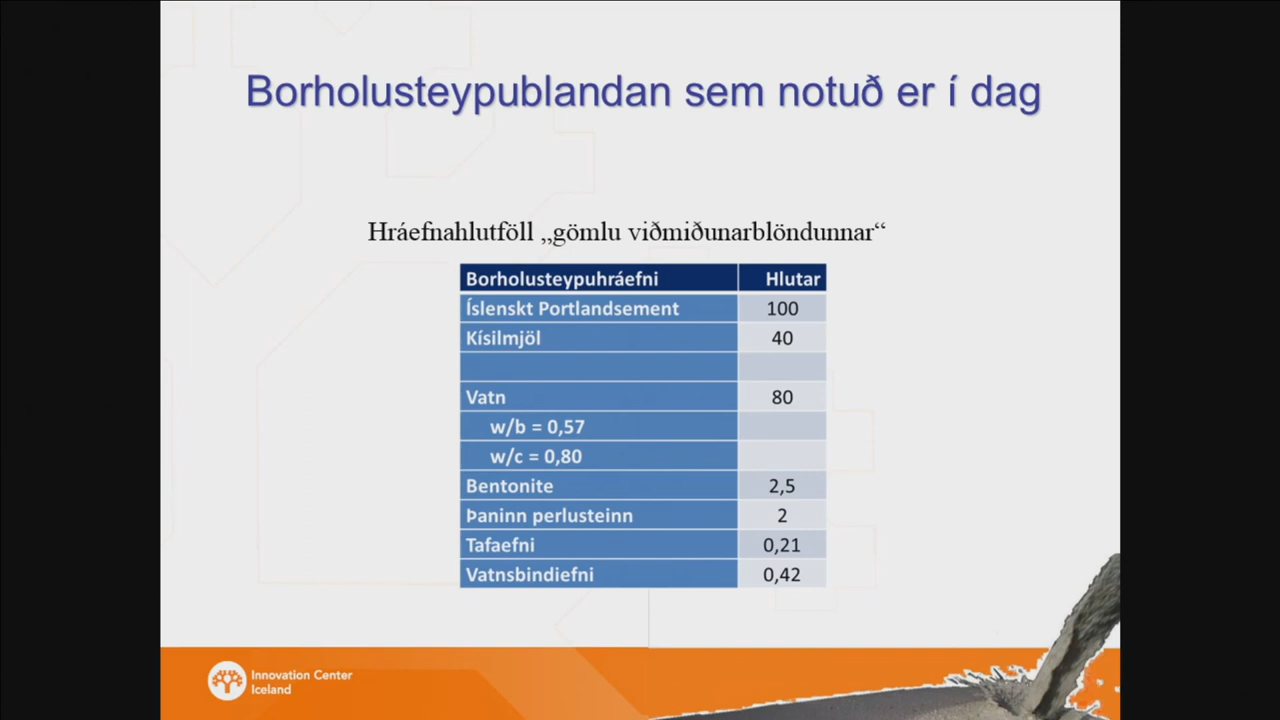 Borholusteypublandan sem notuð er í dag
Hráefnahlutföll „gömlu viðmiðunarblöndunnar“
Borholusteypuhráefni Hlutar
Íslenskt Portlandsement 100
Kísilmjöl 40
Vatn 80
w/b = 0,57
w/c = 0,80
Bentonite 2,5
Þaninn perlusteinn 2
Tafaefni 0,21
Vatnsbindiefni 0,42
Innovation Center
Iceland